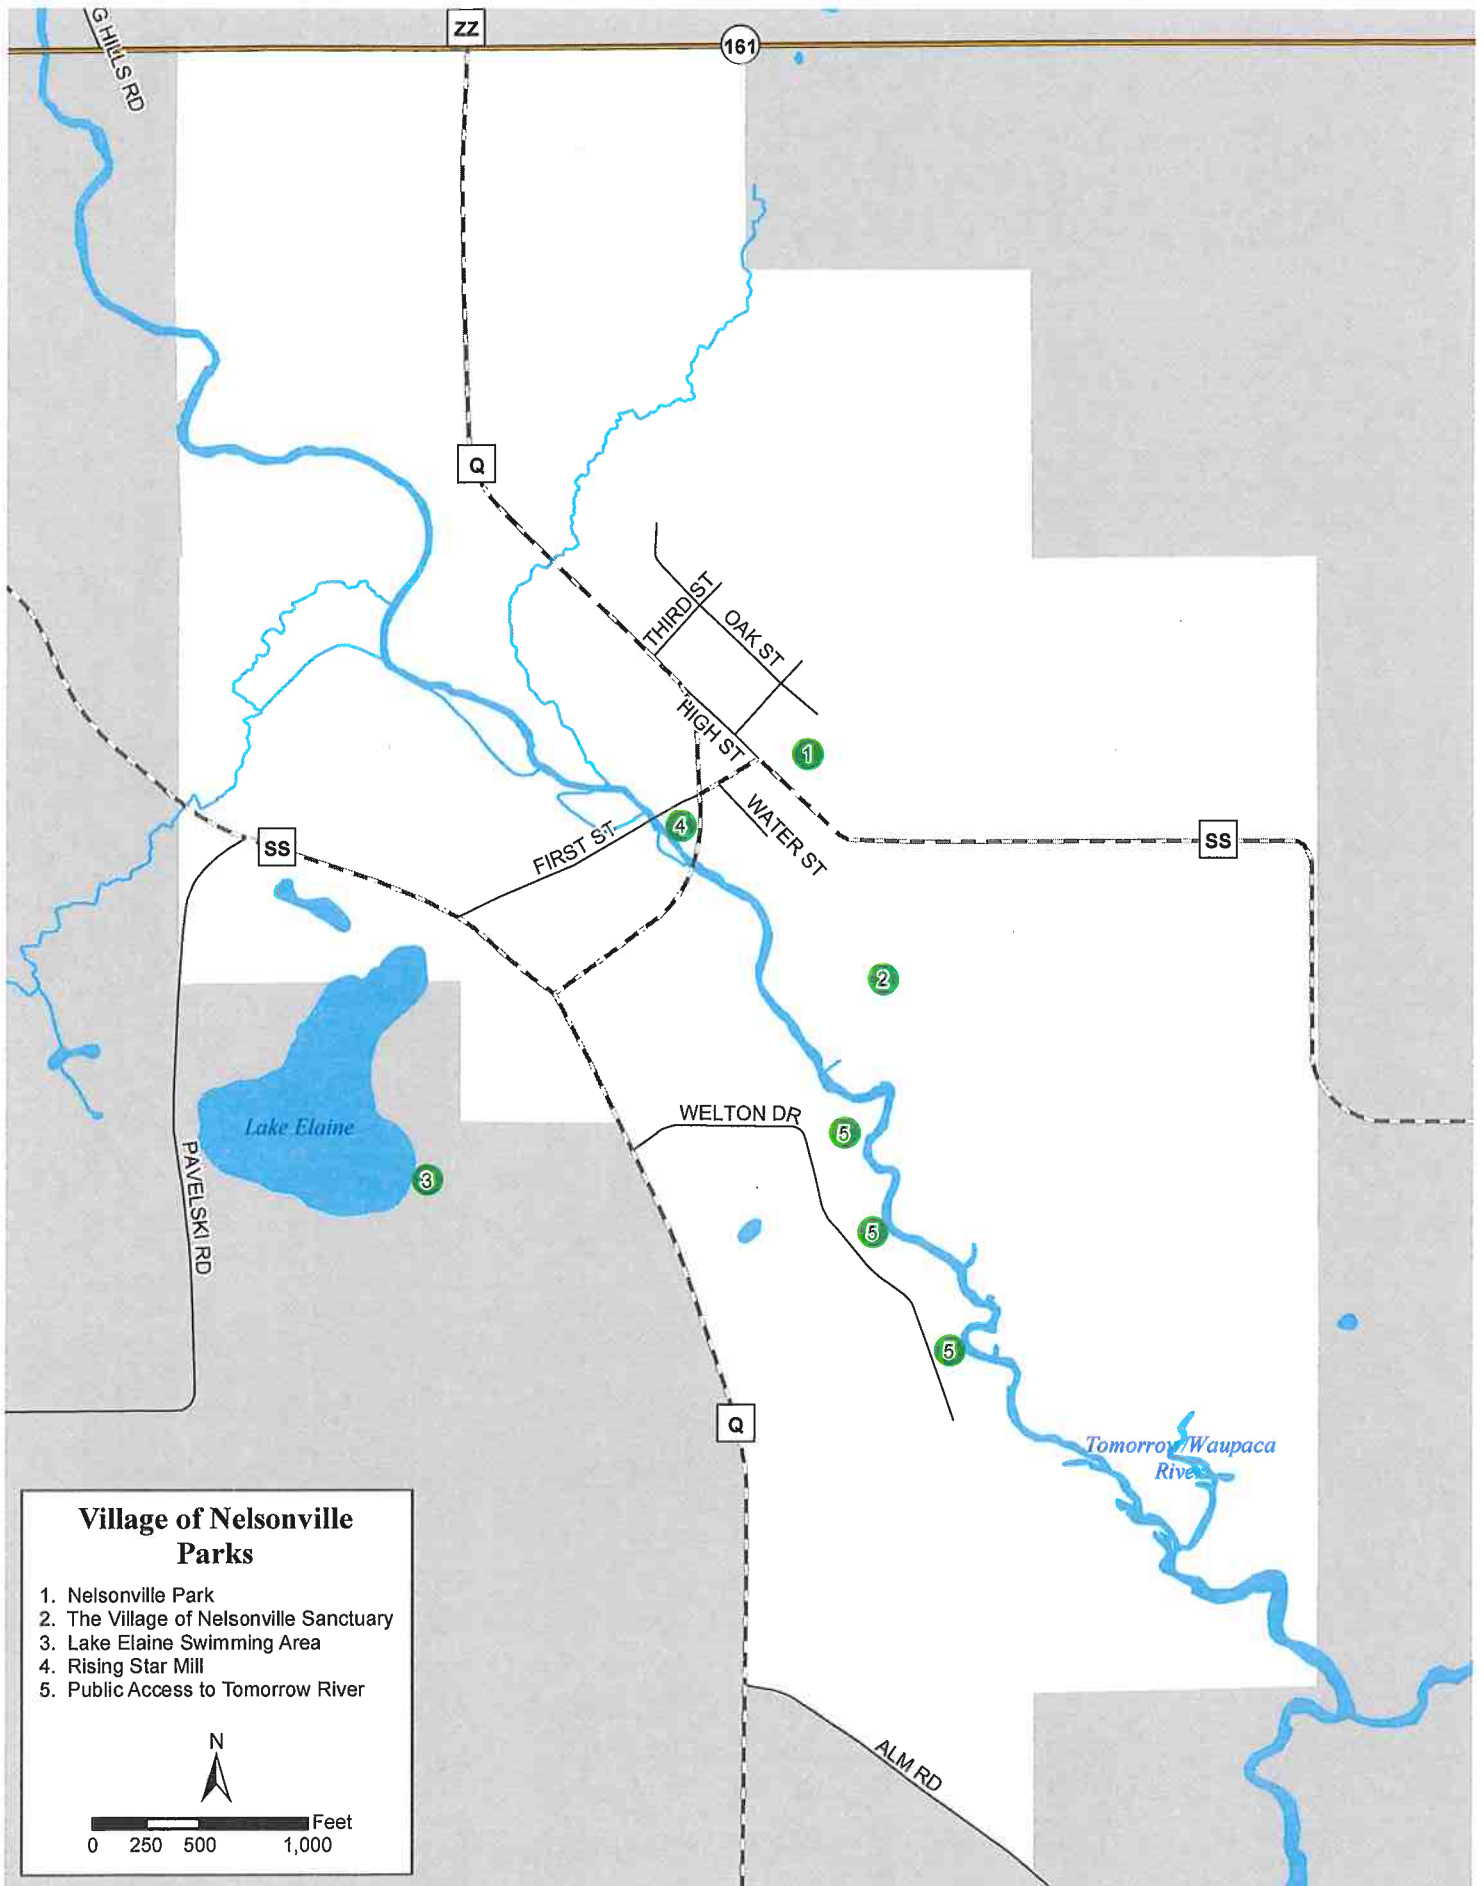 G HILLS RD
ZZ
161
Q
THIRD ST
OAK ST
HIGH ST
1
WATER ST
4
FIRST ST
SS
SS
2
Lake Elaine
WELTON DR
5
3
PAVELSKI RD
5
5
Q
Tomorrow/Waupaca
River
ALM RD
Village of Nelsonville
Parks
1. Nelsonville Park
2. The Village of Nelsonville Sanctuary
3. Lake Elaine Swimming Area
4. Rising Star Mill
5. Public Access to Tomorrow River
N
Feet
0 250 500 1,000